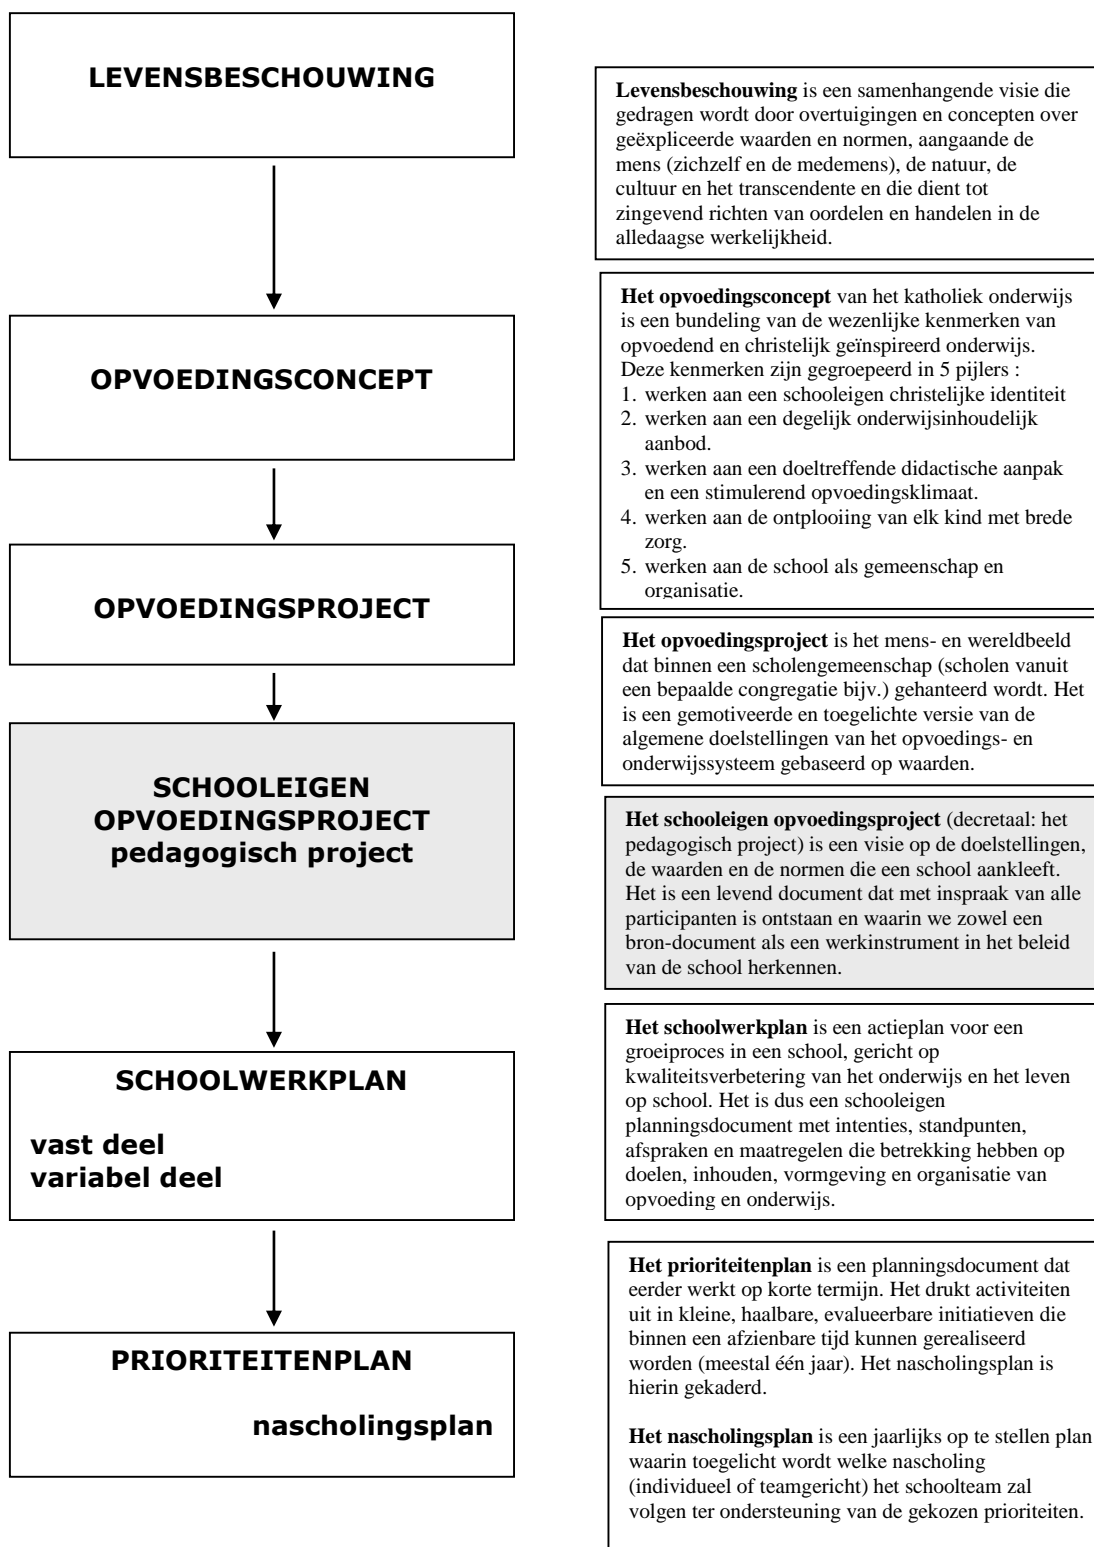 LEVENSBESCHOUWING
Levensbeschouwing is een samenhangende visie die
gedragen wordt door overtuigingen en concepten over
geëxpliceerde waarden en normen, aangaande de
mens (zichzelf en de medemens), de natuur, de
cultuur en het transcendente en die dient tot
zingevend richten van oordelen en handelen in de
alledaagse werkelijkheid.
OPVOEDINGSCONCEPT
Het opvoedingsconcept van het katholiek onderwijs
is een bundeling van de wezenlijke kenmerken van
opvoedend en christelijk geïnspireerd onderwijs.
Deze kenmerken zijn gegroepeerd in 5 pijlers :
1. werken aan een schooleigen christelijke identiteit
2. werken aan een degelijk onderwijsinhoudelijk
aanbod.
3. werken aan een doeltreffende didactische aanpak
en een stimulerend opvoedingsklimaat.
4. werken aan de ontplooiing van elk kind met brede
zorg.
5. werken aan de school als gemeenschap en
organisatie.
OPVOEDINGSPROJECT
Het opvoedingsproject is het mens- en wereldbeeld
dat binnen een scholengemeenschap (scholen vanuit
een bepaalde congregatie bijv.) gehanteerd wordt. Het
is een gemotiveerde en toegelichte versie van de
algemene doelstellingen van het opvoedings- en
onderwijssysteem gebaseerd op waarden.
SCHOOLEIGEN
OPVOEDINGSPROJECT
pedagogisch project
Het schooleigen opvoedingsproject (decretaal: het
pedagogisch project) is een visie op de doelstellingen,
de waarden en de normen die een school aankleeft.
Het is een levend document dat met inspraak van alle
participanten is ontstaan en waarin we zowel een
bron-document als een werkinstrument in het beleid
van de school herkennen.
SCHOOLWERKPLAN
vast deel
variabel deel
Het schoolwerkplan is een actieplan voor een
groeiproces in een school, gericht op
kwaliteitsverbetering van het onderwijs en het leven
op school. Het is dus een schooleigen
planningsdocument met intenties, standpunten,
afspraken en maatregelen die betrekking hebben op
doelen, inhouden, vormgeving en organisatie van
opvoeding en onderwijs.
PRIORITEITENPLAN
nascholingsplan
Het prioriteitenplan is een planningsdocument dat
eerder werkt op korte termijn. Het drukt activiteiten
uit in kleine, haalbare, evalueerbare initiatieven die
binnen een afzienbare tijd kunnen gerealiseerd
worden (meestal één jaar). Het nascholingsplan is
hierin gekaderd.
Het nascholingsplan is een jaarlijks op te stellen plan
waarin toegelicht wordt welke nascholing
(individueel of teamgericht) het schoolteam zal
volgen ter ondersteuning van de gekozen prioriteiten.